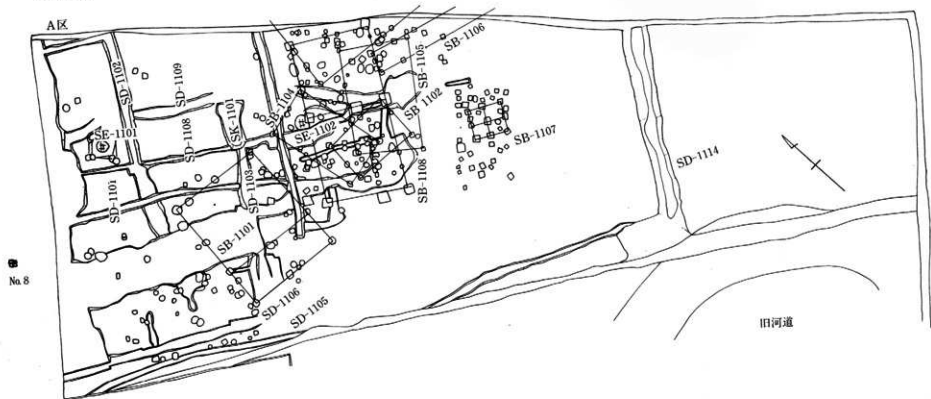 A区
SD-1102
SD-1109
SB-1104
SB-1105
SB-1106
SE-1101
SD-1108
SK-1101
SE-1102
SB-1102
SB-1107
SD-1114
SD-1101
SD-1103
SB-1108
SB-1101
No.8
SD-1106
SD-1105
旧河道